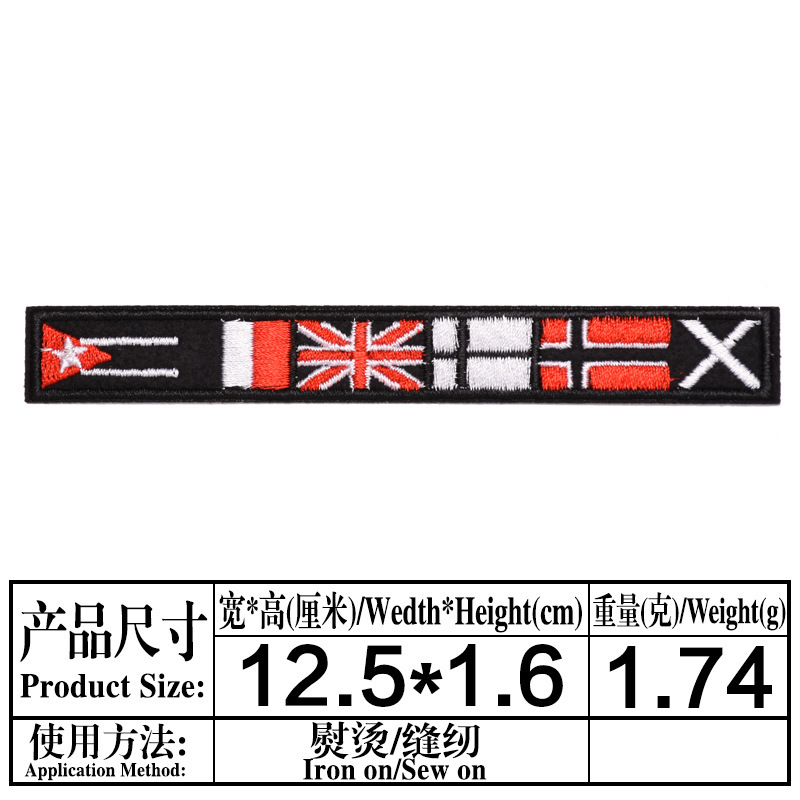 产品尺寸
Product Size:
宽*高(厘米)/Wedth*Height(cm)
重量(克)/Weight(g)
12.5*1.6
1.74
使用方法:
Application Method:
熨烫/缝纫
Iron on/Sew on